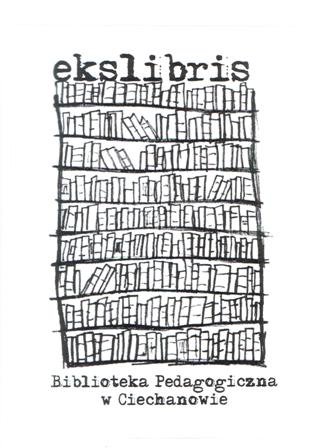 ekslibris
Biblioteka Pedagogiczna
w Ciechanowie